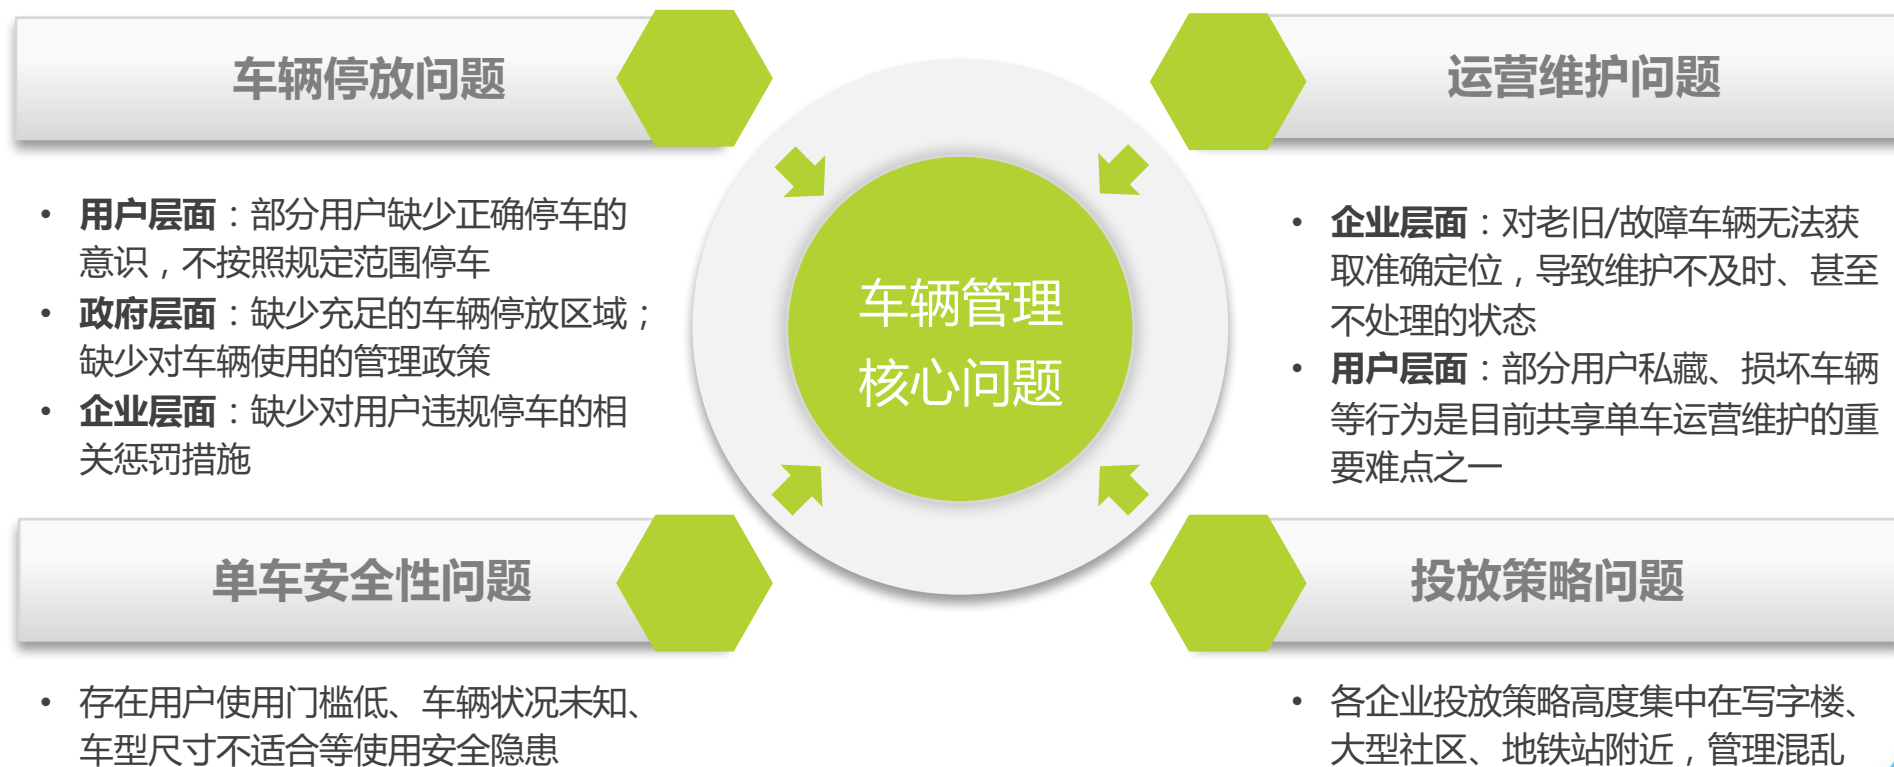 车辆停放问题
• 用户层面：部分用户缺少正确停车的
意识，不按照规定范围停车
• 政府层面：缺少充足的车辆停放区域；
缺少对车辆使用的管理政策
• 企业层面：缺少对用户违规停车的相
关惩罚措施
运营维护问题
• 企业层面：对老旧/故障车辆无法获
取准确定位，导致维护不及时、甚至
不处理的状态
• 用户层面：部分用户私藏、损坏车辆
等行为是目前共享单车运营维护的重
要难点之一
车辆管理
核心问题
单车安全性问题
• 存在用户使用门槛低、车辆状况未知、
车型尺寸不适合等使用安全隐患
投放策略问题
• 各企业投放策略高度集中在写字楼、
大型社区、地铁站附近，管理混乱